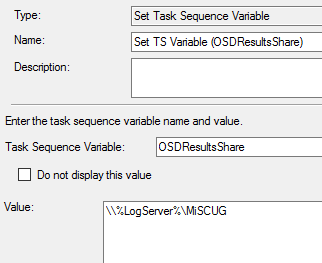 Type: Set Task Sequence Variable
Name: Set TS Variable (OSDResultsShare)
Description:
Enter the task sequence variable name and value.
Task Sequence Variable: OSDResultsShare
Do not display this value
Value: \\%LogServer%\MiSCUG